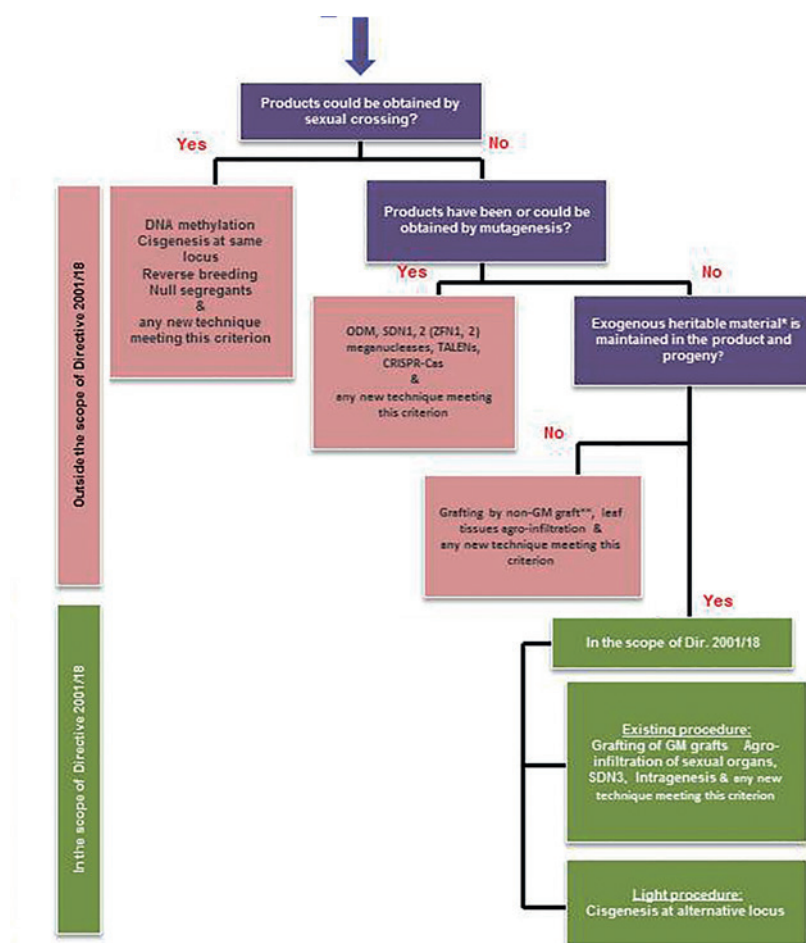 Products could be obtained by
sexual crossing?
Yes
No
DNA methylation
Cisgenesis at same
locus
Reverse breeding
Null segregants
&
any new technique
meeting this criterion
Products have been or could be
obtained by mutagenesis?
Yes
No
ODM, SDN1, 2 (ZFN1, 2)
meganucleases, TALENs,
CRISPR-Cas
&
any new technique meeting
this criterion
Exogenous heritable material* is
maintained in the product and
progeny?
No
Grafting by non-GM graft**, leaf
tissues agro-infiltration &
any new technique meeting this
criterion
Yes
Outside the scope of Directive 2001/18
In the scope of Directive 2001/18
In the scope of Dir. 2001/18
Existing procedure:
Grafting of GM grafts Agro-
infiltration of sexual organs,
SDN3, Intragenesis & any new
technique meeting this criterion
Light procedure:
Cisgenesis at alternative locus